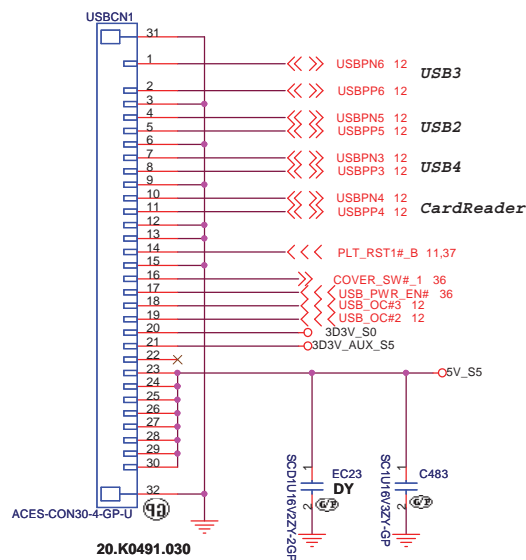 USBCN1
31
1 USBPN6 12
USB3
2 USBPP6 12
3
4 USBPN5 12
USB2
5 USBPP5 12
6
7 USBPN3 12
USB4
8 USBPP3 12
9
10 USBPN4 12
CardReader
11 USBPP4 12
12
13
14 PLT_RST1#_B 11,37
15
16 COVER_SW#_1 36
17 USB_PWR_EN# 36
18 USB_OC#3 12
19 USB_OC#2 12
20 3D3V_S0
21 3D3V_AUX_S5
22
23 5V_S5
24
25
26
27
28
29
30
32
ACES-CON30-4-GP-U
20.K0491.030
SCD1U16V2ZY-2GP
1
EC23
DY
2
G/P
SC1U16V3ZY-GP
1
C483
2
G/P